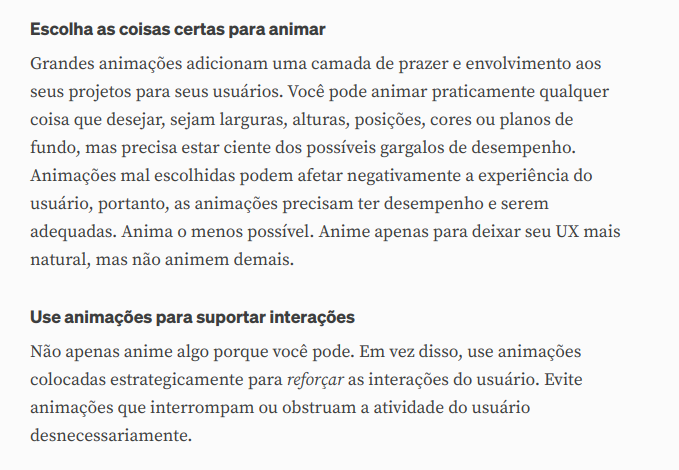 Escolha as coisas certas para animar
Grandes animações adicionam uma camada de prazer e envolvimento aos
seus projetos para seus usuários. Você pode animar praticamente qualquer
coisa que desejar, sejam larguras, alturas, posições, cores ou planos de
fundo, mas precisa estar ciente dos possíveis gargalos de desempenho.
Animações mal escolhidas podem afetar negativamente a experiência do
usuário, portanto, as animações precisam ter desempenho e serem
adequadas. Anima o menos possível. Anime apenas para deixar seu UX mais
natural, mas não animem demais.
Use animações para suportar interações
Não apenas anime algo porque você pode. Em vez disso, use animações
colocadas estrategicamente para reforçar as interações do usuário. Evite
animações que interrompam ou obstruam a atividade do usuário
desnecessariamente.